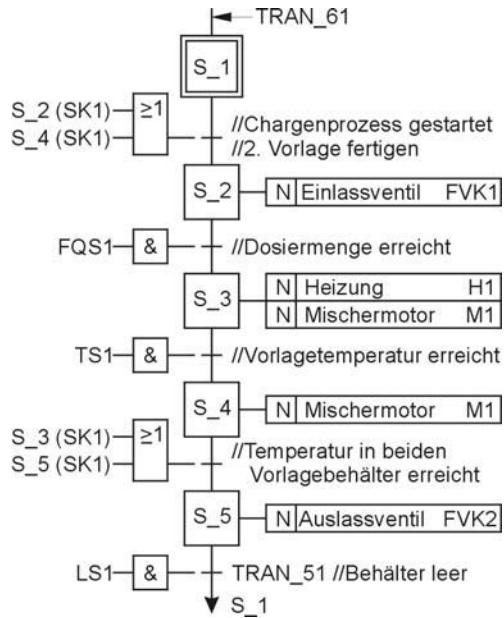 TRAN_61
S_1
S_2 (SK1) ≥1
S_4 (SK1) //Chargenprozess gestartet
//2. Vorlage fertigen
S_2 N Einlassventil FVK1
FQS1 & //Dosiermenge erreicht
S_3 N Heizung H1
N Mischermotor M1
TS1 & //Vorlagetemperatur erreicht
S_4 N Mischermotor M1
S_3 (SK1) ≥1
S_5 (SK1) //Temperatur in beiden
Vorlagebehälter erreicht
S_5 N Auslassventil FVK2
LS1 & TRAN_51 //Behälter leer
S_1